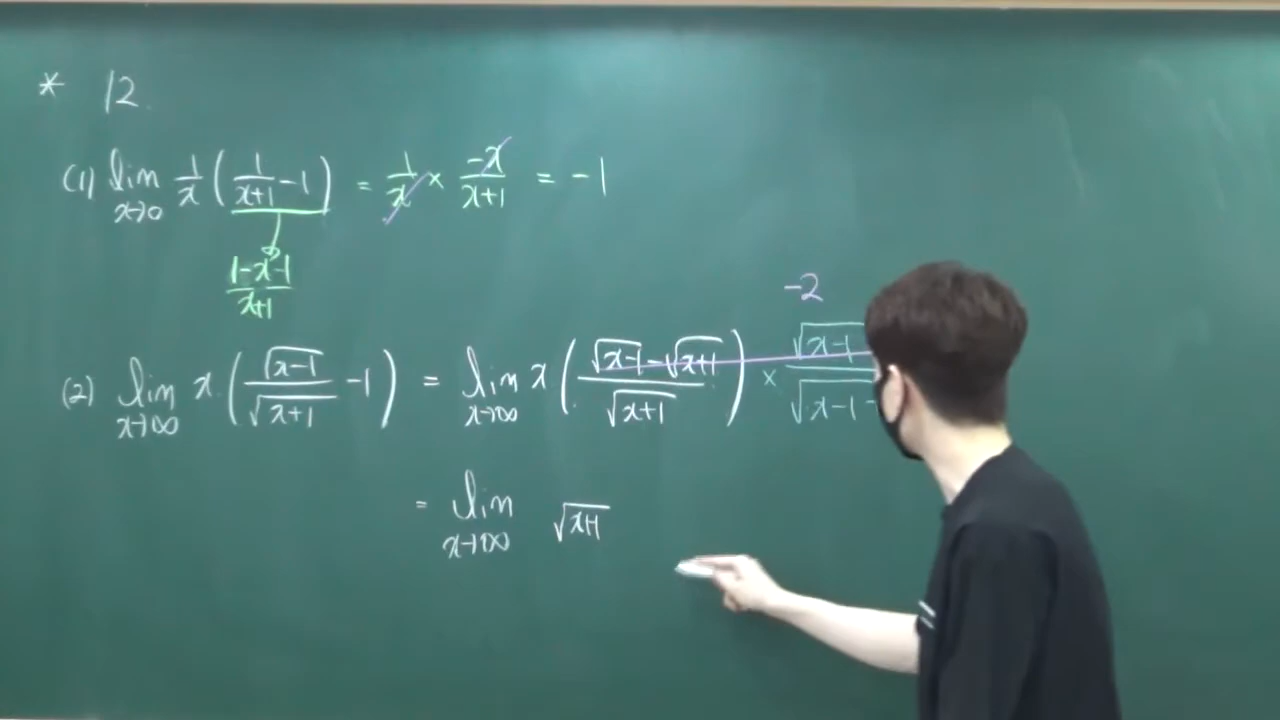 * 12.
(1) lim x→0 1/x ( 1/(x+1) - 1 ) = 1/x × -x/(x+1) = -1
1-x-1/x+1
-2
(2) lim x→∞ x ( √(x-1)/√(x+1) - 1 ) = lim x→∞ x ( (√(x-1) - √(x+1))/√(x+1) ) × √(x-1)/√(x-1) -
= lim x→∞ √(x+1)